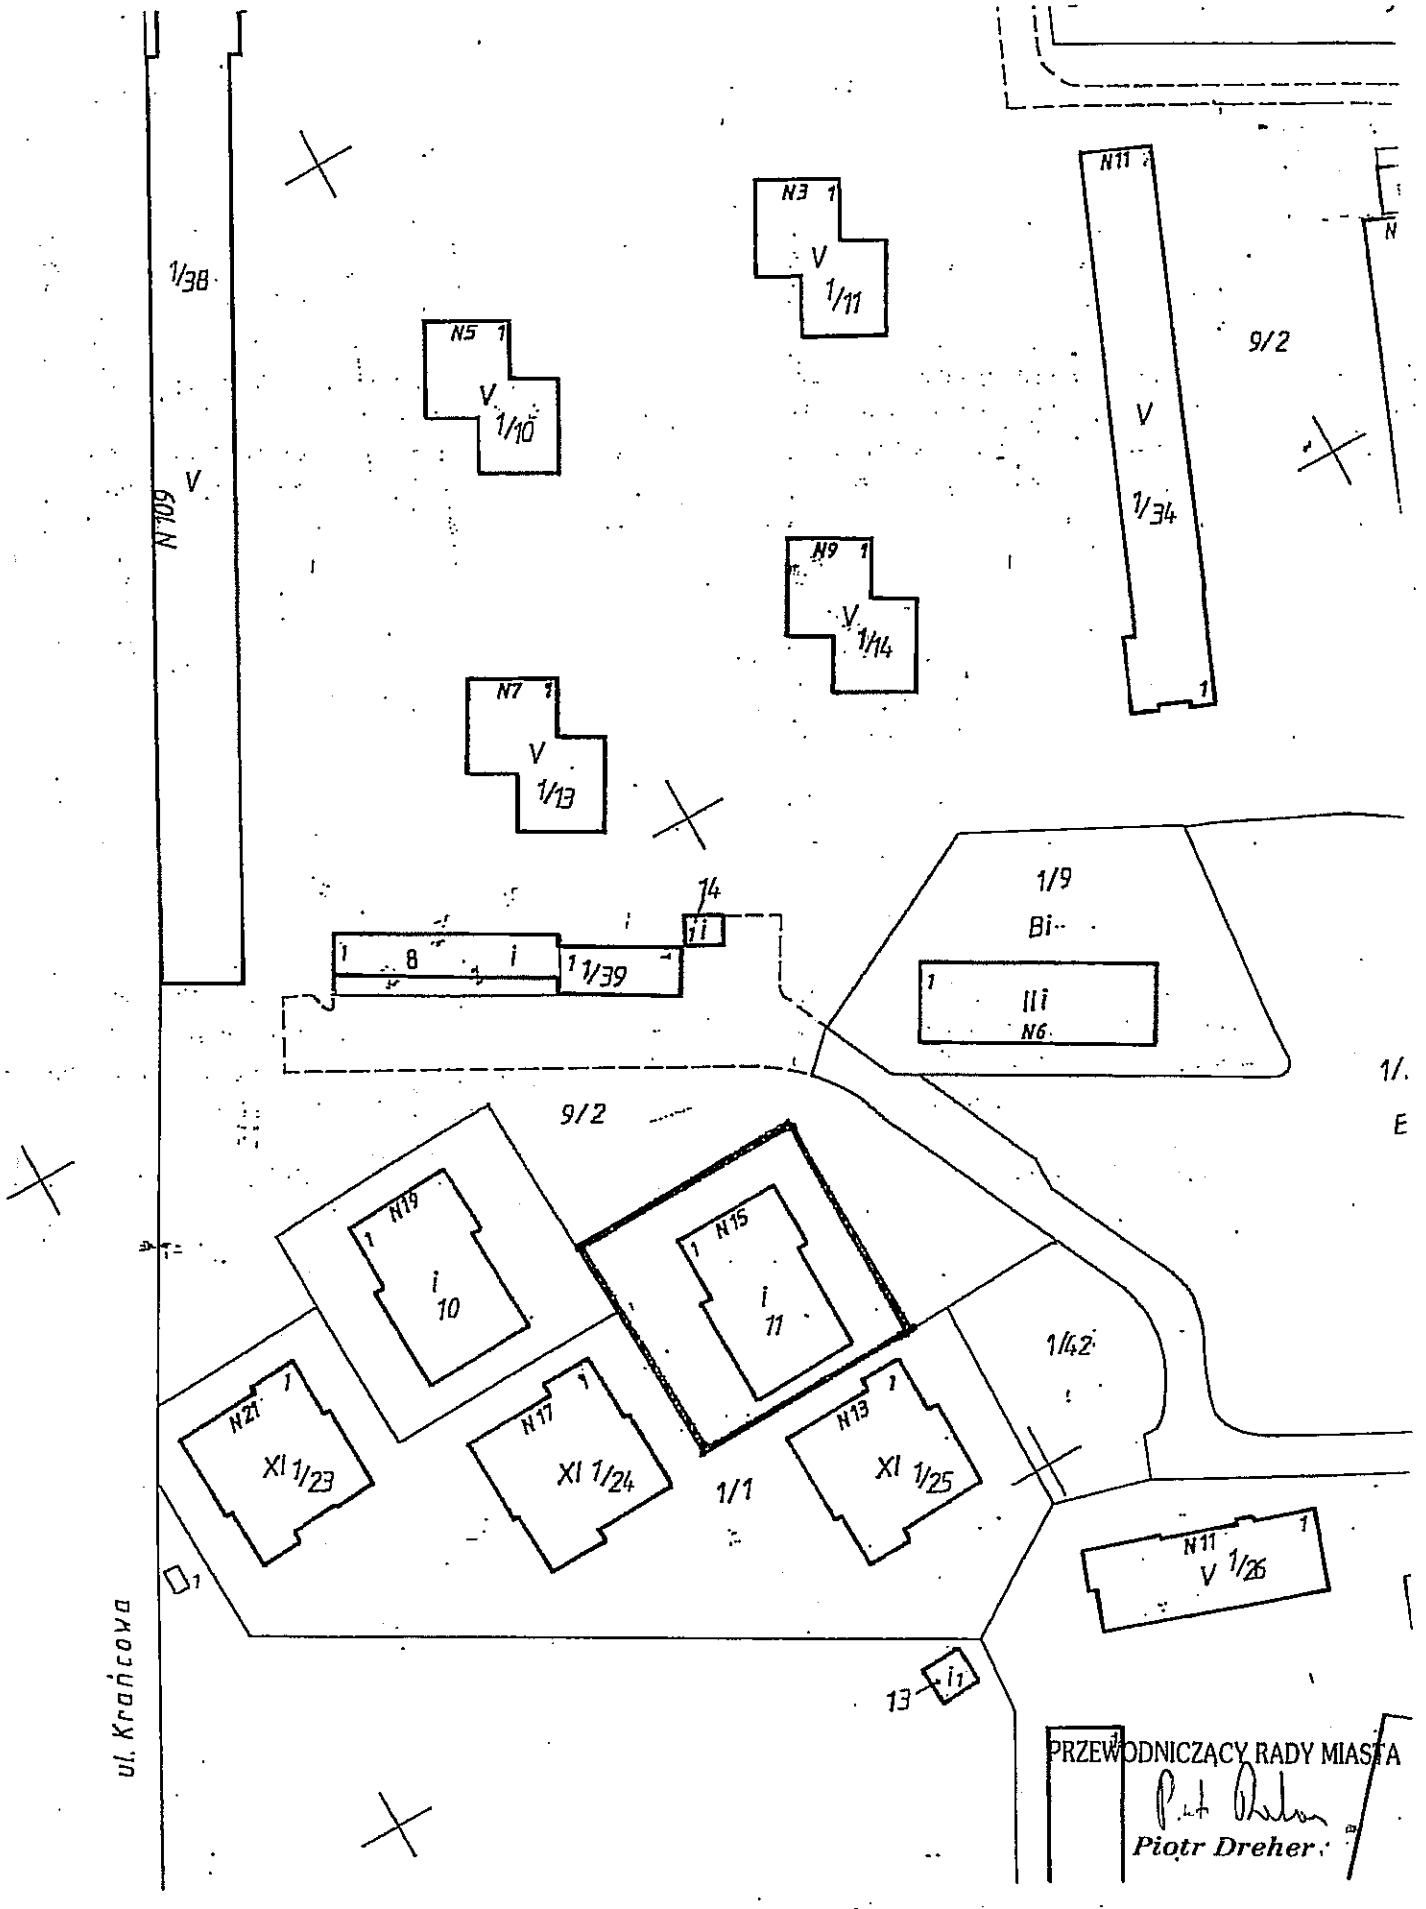 N11
N3 1
N
1/38
V
1/11
9/2
N5 1
V
1/10
V
V
N 109
1/34
N9 1
V
1/14
N7 1
V
1/13
1
14
1/9
Bi
1 i
1 8 i
1 1/39
1
IIi
N6
1/.
9/2
E
N19
1
N15
1
i
10
i
11
1/42
1
N21
1
N17
1
N13
XI 1/23
XI 1/24
XI 1/25
1/1
1
N11
V 1/26
1
ul. Krańcowa
13
i1
1
PRZEWODNICZĄCY RADY MIASTA
Piotr Dreher